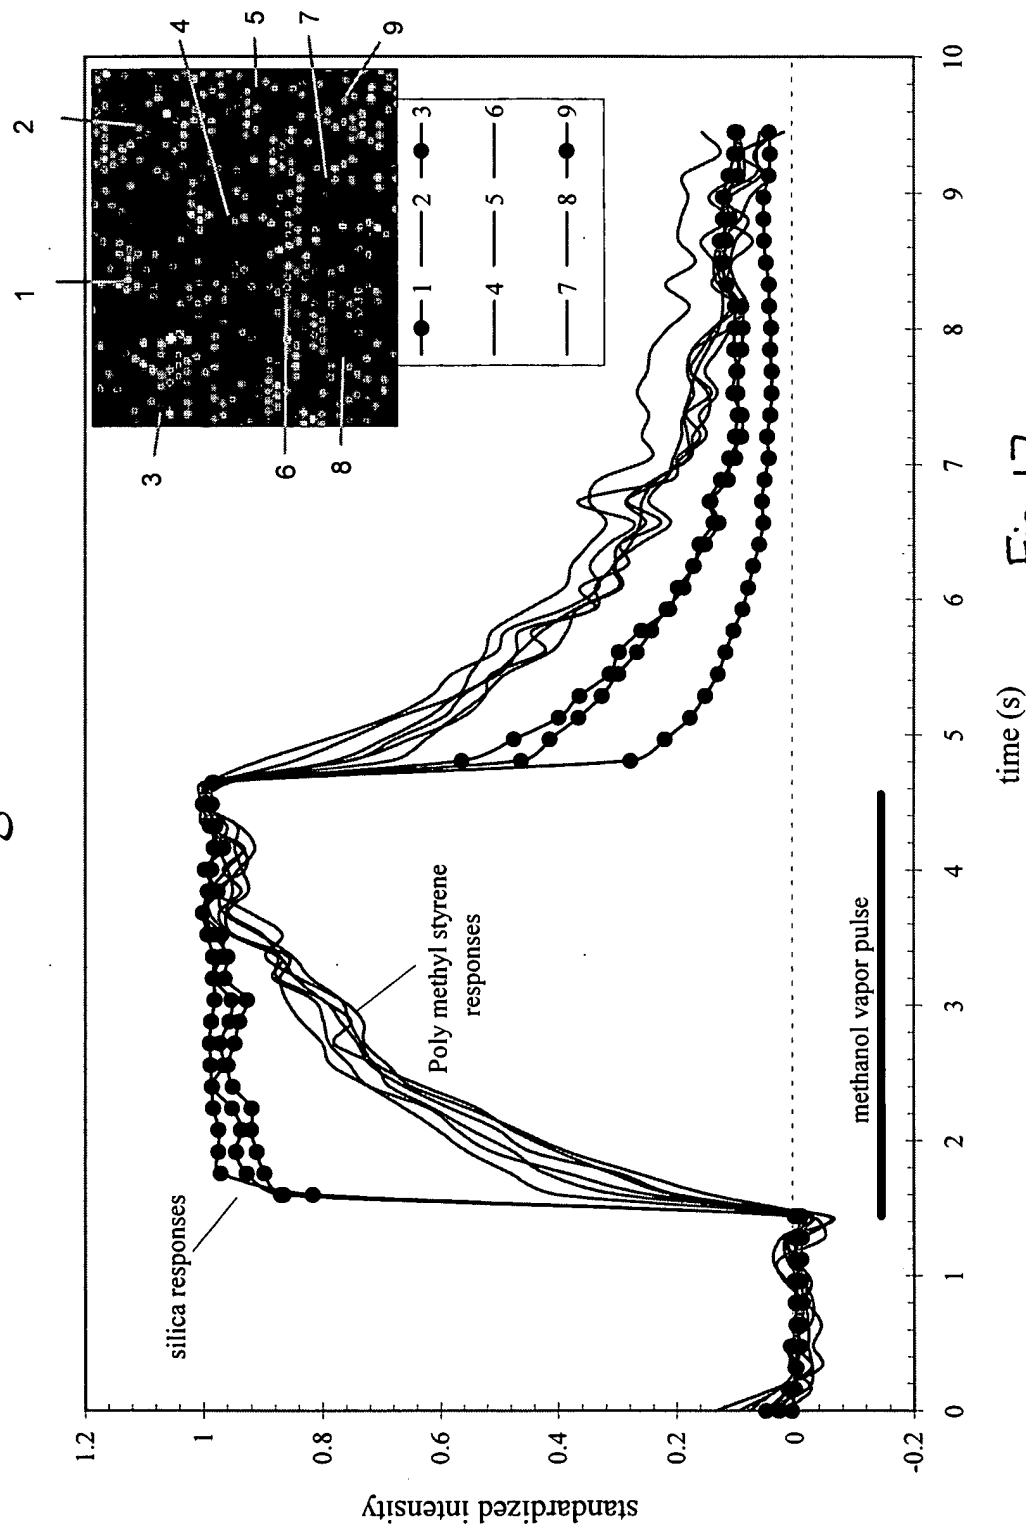 1
2
3
4
5
6
7
8
9
1 2 3
4 5 6
7 8 9
silica responses
Poly methyl styrene
responses
methanol vapor pulse
standardized intensity
1.2
1
0.8
0.6
0.4
0.2
0
-0.2
0 1 2 3 4 5 6 7 8 9 10
time (s)